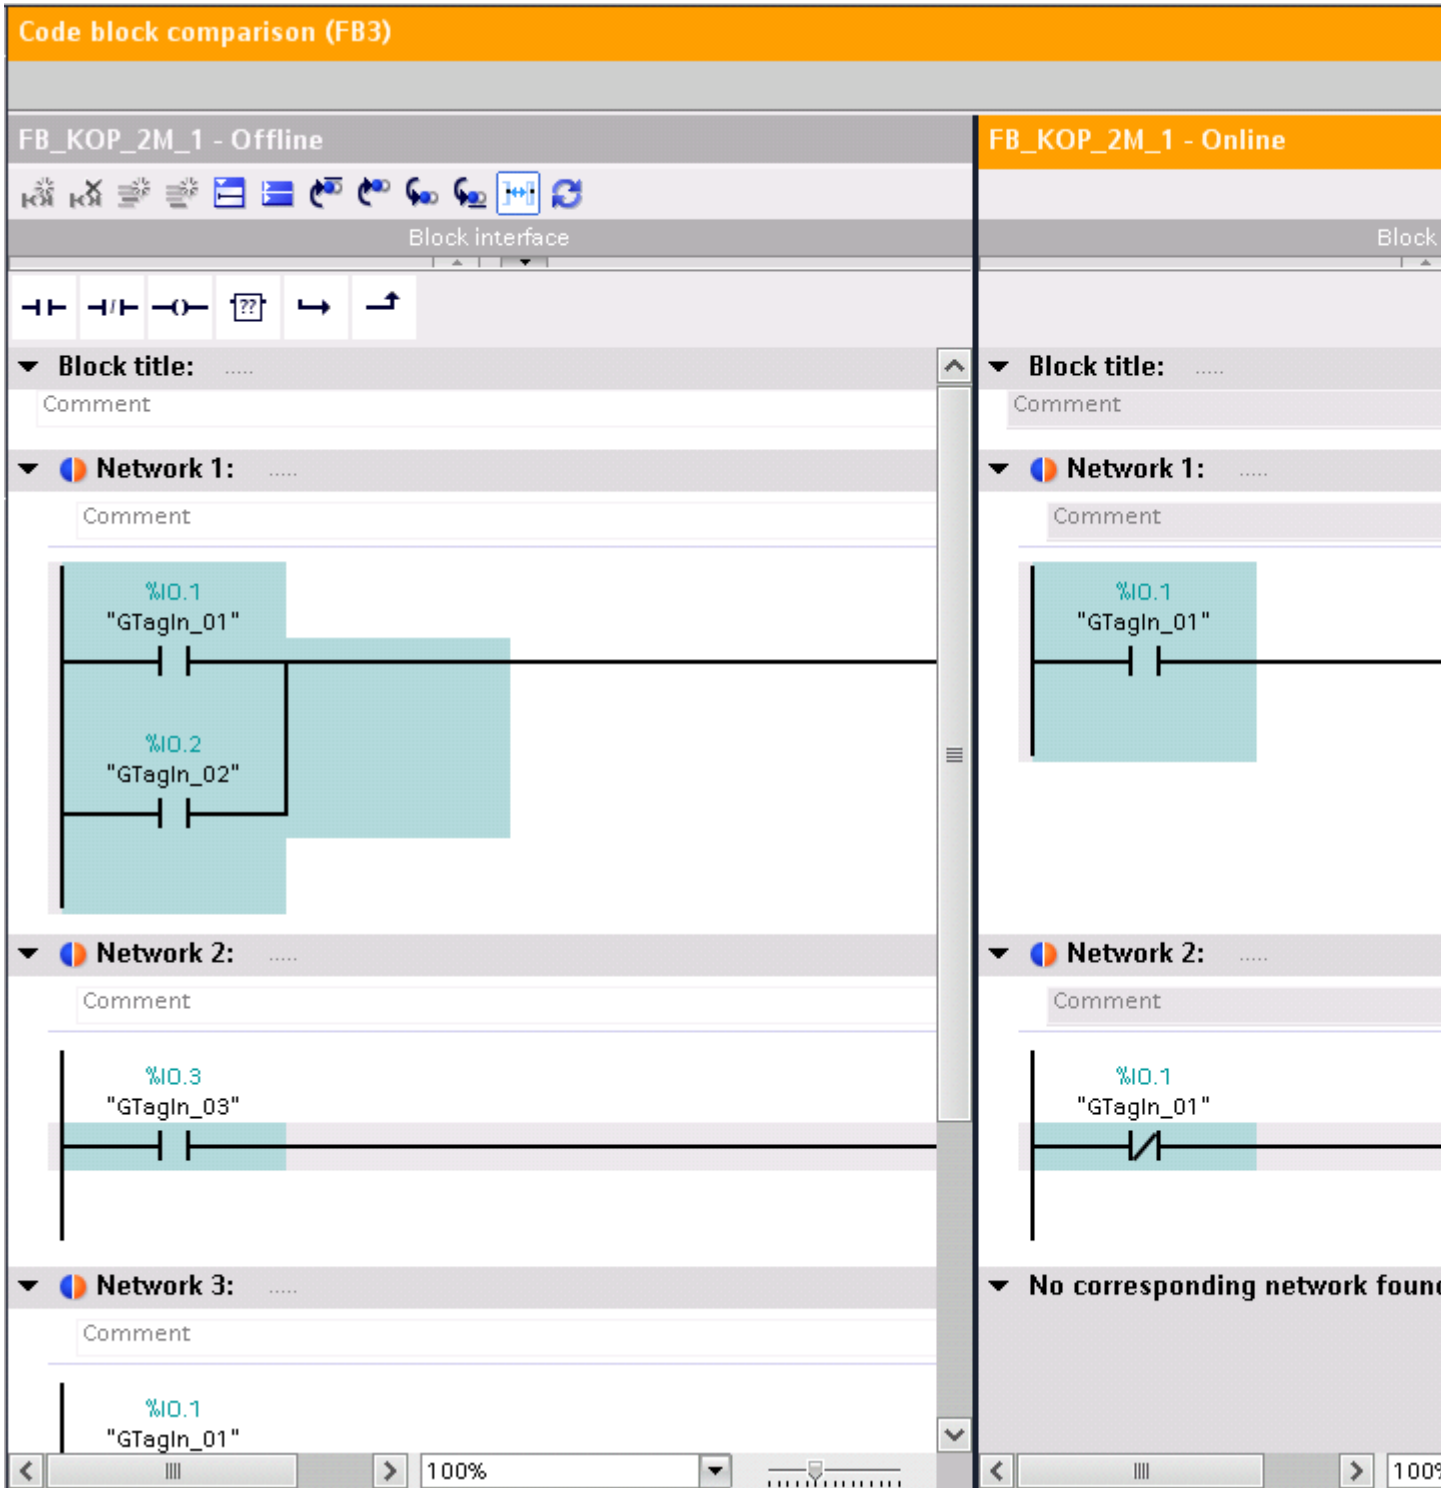 Code block comparison (FB3)
FB_KOP_2M_1 - Offline
Block interface
??
Block title: .....
Comment
Network 1: .....
Comment
%I0.1
"GTagIn_01"
%I0.2
"GTagIn_02"
Network 2: .....
Comment
%I0.3
"GTagIn_03"
Network 3: .....
Comment
%I0.1
"GTagIn_01"
100%
FB_KOP_2M_1 - Online
Block
Block title: .....
Comment
Network 1: .....
Comment
%I0.1
"GTagIn_01"
Network 2: .....
Comment
%I0.1
"GTagIn_01"
No corresponding network found
100%